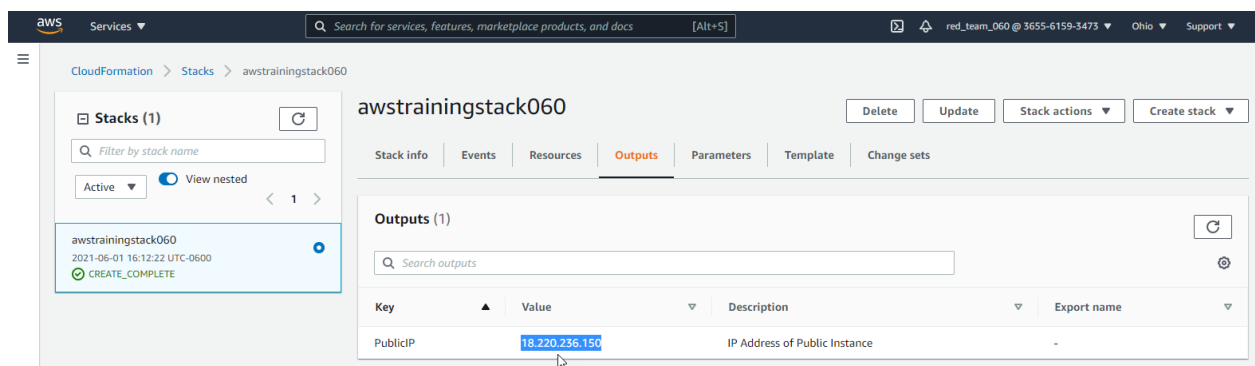 aws Services ▼ Search for services, features, marketplace products, and docs [Alt+S] red_team_060 @ 3655-6159-3473 ▼ Ohio ▼ Support ▼
CloudFormation > Stacks > awstrainingstack060
Stacks (1)
Filter by stack name
Active ▼ View nested
< 1 >
awstrainingstack060
2021-06-01 16:12:22 UTC-0600
CREATE_COMPLETE
awstrainingstack060
Delete Update Stack actions ▼ Create stack ▼
Stack info Events Resources Outputs Parameters Template Change sets
Outputs (1)
Search outputs
Key Value Description Export name
PublicIP 18.220.236.150 IP Address of Public Instance -